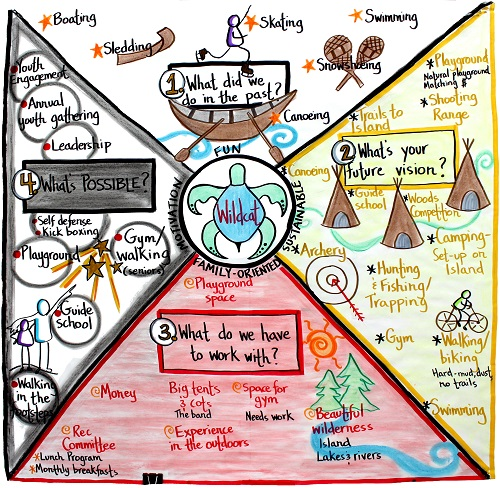 Boating
Sledding
Skating
Swimming
Snowshoeing
Canoeing
1. What did we
do in the past?
FUN
SUSTAINABLE
FAMILY-ORIENTED
MOTIVATION
Wildcat
2 What's your
future vision?
Playground
Natural playground
Matching $
Shooting
Range
Trails to
Island
Canoeing
Guide
school
Woods
Competition
Camping-
Set-up on
Island
Archery
Hunting
& Fishing/
Trapping
Gym
Walking/
biking
Hard-mud, dust,
no trails
Swimming
3. What do we have
to work with?
Playground
space
Money
Big tents
& cots
The band
Space for
gym
Needs work
Rec
Committee
Lunch Program
Monthly breakfasts
Experience
in the outdoors
Beautiful
wilderness
Island
Lakes & rivers
4 What's POSSIBLE?
Youth
Engagement
Annual
youth gathering
Leadership
Self defense
Kick boxing
Playground
Gym/
walking
(seniors)
Guide
School
Walking
in the
footsteps